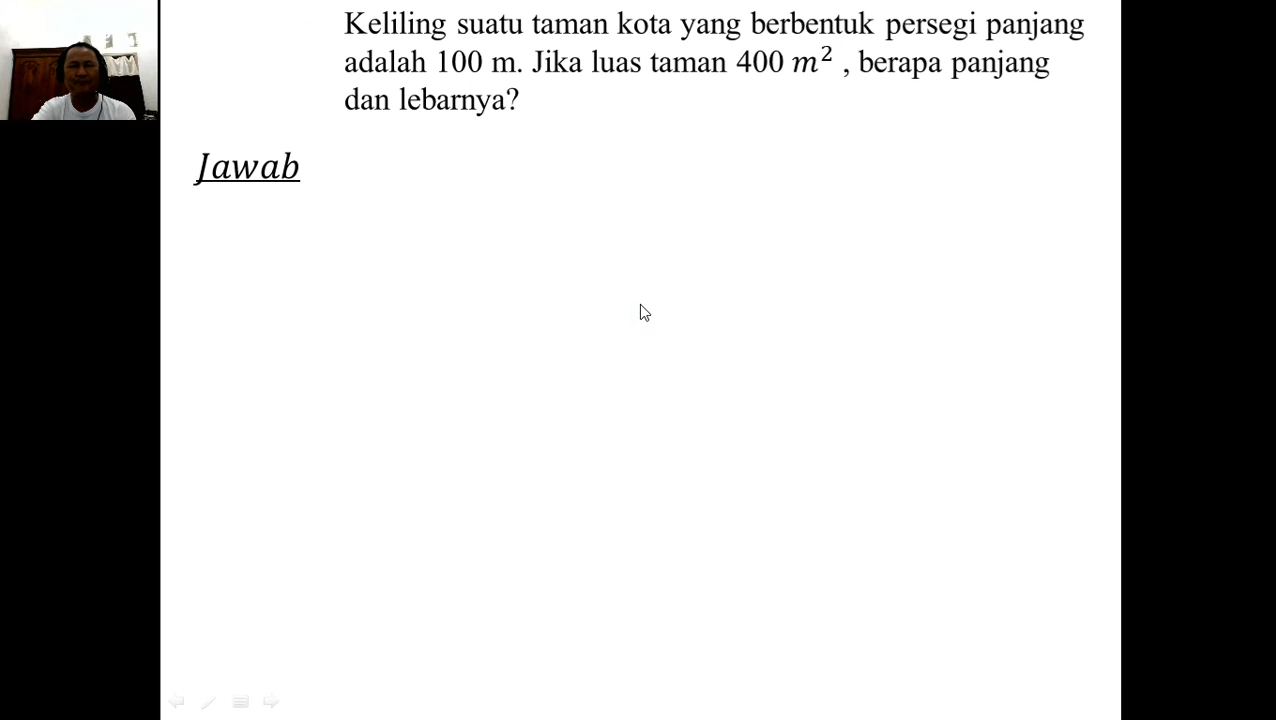 Keliling suatu taman kota yang berbentuk persegi panjang
adalah 100 m. Jika luas taman 400 m² , berapa panjang
dan lebarnya?
Jawab